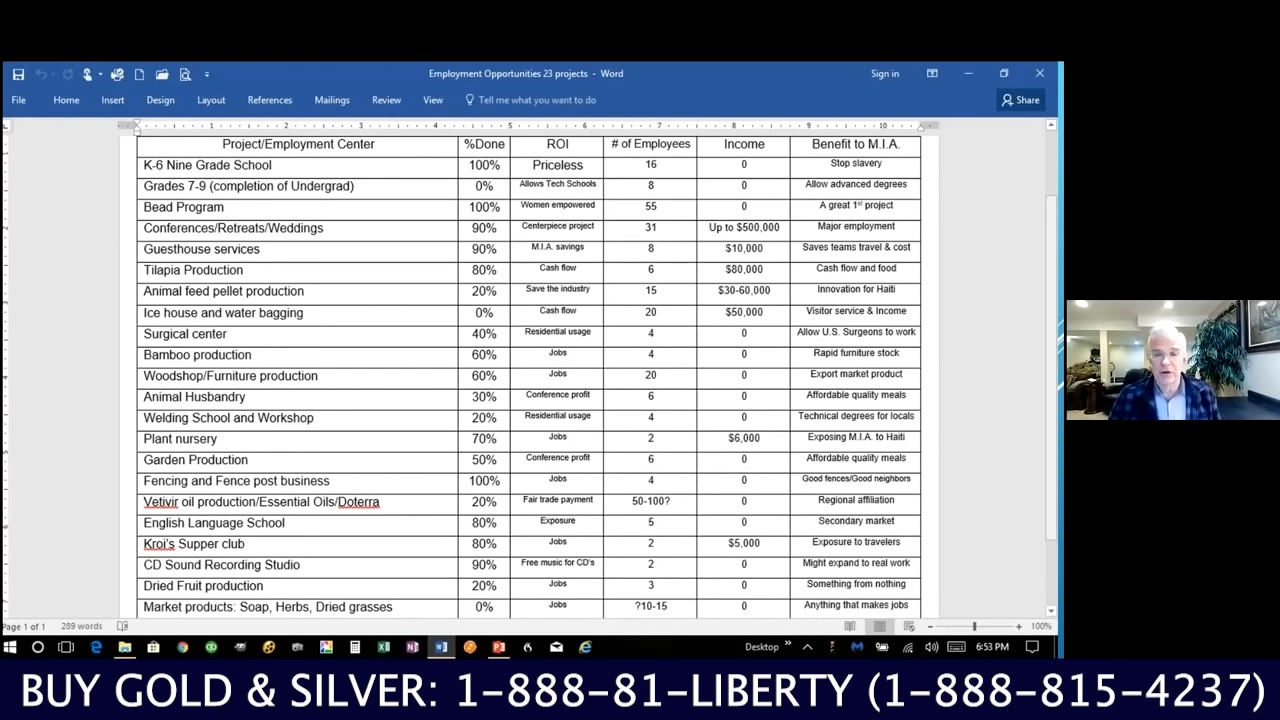 Employment Opportunities 23 projects - Word
Sign in
File Home Insert Design Layout References Mailings Review View Tell me what you want to do Share
1 2 3 4 5 6 7 8 9 10
Project/Employment Center %Done ROI # of Employees Income Benefit to M.I.A.
K-6 Nine Grade School 100% Priceless 16 0 Stop slavery
Grades 7-9 (completion of Undergrad) 0% Allows Tech Schools 8 0 Allow advanced degrees
Bead Program 100% Women empowered 55 0 A great 1st project
Conferences/Retreats/Weddings 90% Centerpiece project 31 Up to $500,000 Major employment
Guesthouse services 90% M.I.A. savings 8 $10,000 Saves teams travel & cost
Tilapia Production 80% Cash flow 6 $80,000 Cash flow and food
Animal feed pellet production 20% Save the industry 15 $30-60,000 Innovation for Haiti
Ice house and water bagging 0% Cash flow 20 $50,000 Visitor service & Income
Surgical center 40% Residential usage 4 0 Allow U.S. Surgeons to work
Bamboo production 60% Jobs 4 0 Rapid furniture stock
Woodshop/Furniture production 60% Jobs 20 0 Export market product
Animal Husbandry 30% Conference profit 6 0 Affordable quality meals
Welding School and Workshop 20% Residential usage 4 0 Technical degrees for locals
Plant nursery 70% Jobs 2 $6,000 Exposing M.I.A. to Haiti
Garden Production 50% Conference profit 6 0 Affordable quality meals
Fencing and Fence post business 100% Jobs 4 0 Good fences/Good neighbors
Vetivir oil production/Essential Oils/Doterra 20% Fair trade payment 50-100? 0 Regional affiliation
English Language School 80% Exposure 5 0 Secondary market
Kroi's Supper club 80% Jobs 2 $5,000 Exposure to travelers
CD Sound Recording Studio 90% Free music for CD's 2 0 Might expand to real work
Dried Fruit production 20% Jobs 3 0 Something from nothing
Market products: Soap, Herbs, Dried grasses 0% Jobs ?10-15 0 Anything that makes jobs
Page 1 of 1 289 words 100%
Desktop 6:53 PM
BUY GOLD & SILVER: 1-888-81-LIBERTY (1-888-815-4237)